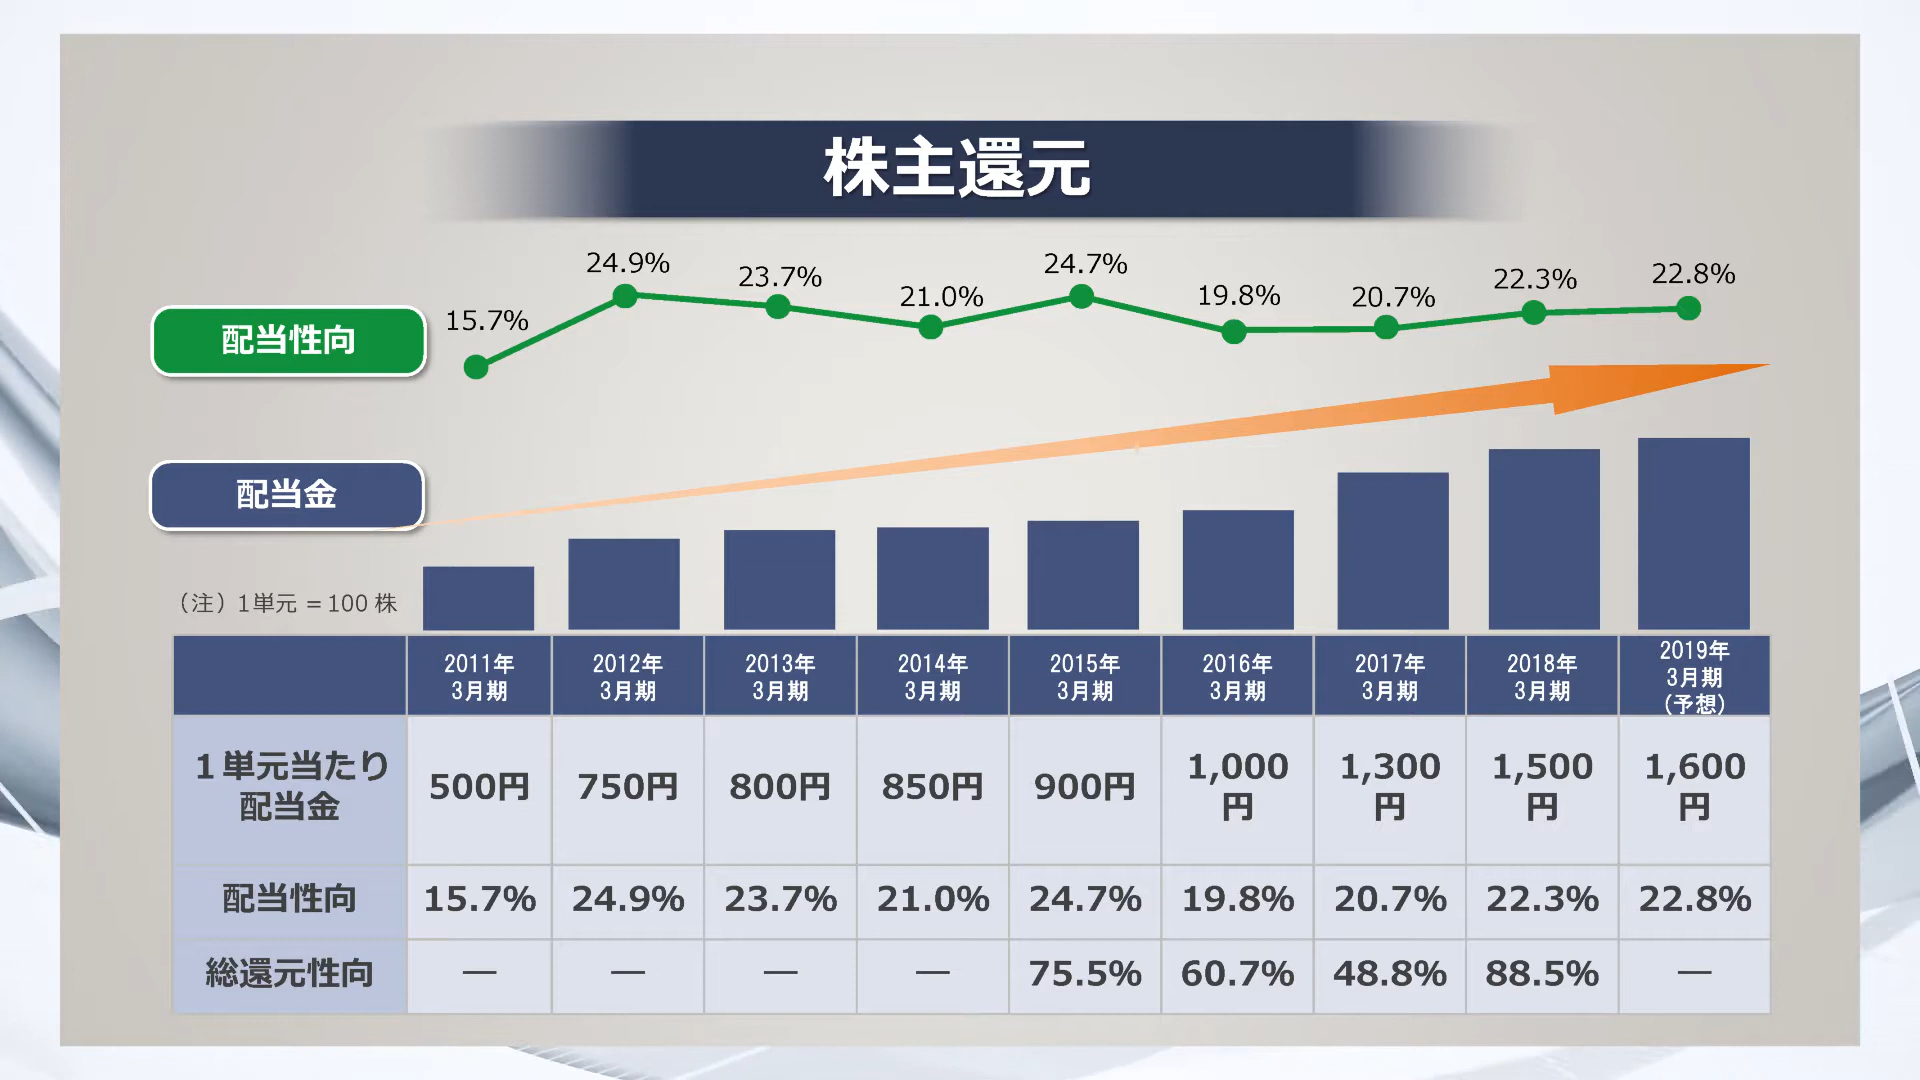 株主還元
24.9%
24.7%
23.7%
22.8%
22.3%
21.0%
19.8%
20.7%
15.7%
配当性向
配当金
（注）1単元 ＝100 株
2011年 2012年 2013年 2014年 2015年 2016年 2017年 2018年 2019年
3月期 3月期 3月期 3月期 3月期 3月期 3月期 3月期 3月期
（予想）
１単元当たり
配当金
500円 750円 800円 850円 900円 1,000 1,300 1,500 1,600
円 円 円 円
配当性向 15.7% 24.9% 23.7% 21.0% 24.7% 19.8% 20.7% 22.3% 22.8%
総還元性向 ― ― ― ― 75.5% 60.7% 48.8% 88.5% ―